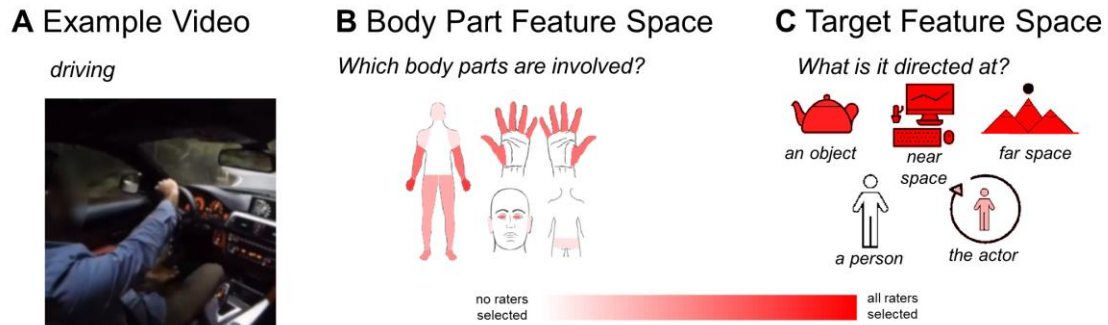 A Example Video
driving
B Body Part Feature Space
Which body parts are involved?
C Target Feature Space
What is it directed at?
an object
near
space
far space
a person
the actor
no raters
selected
all raters
selected